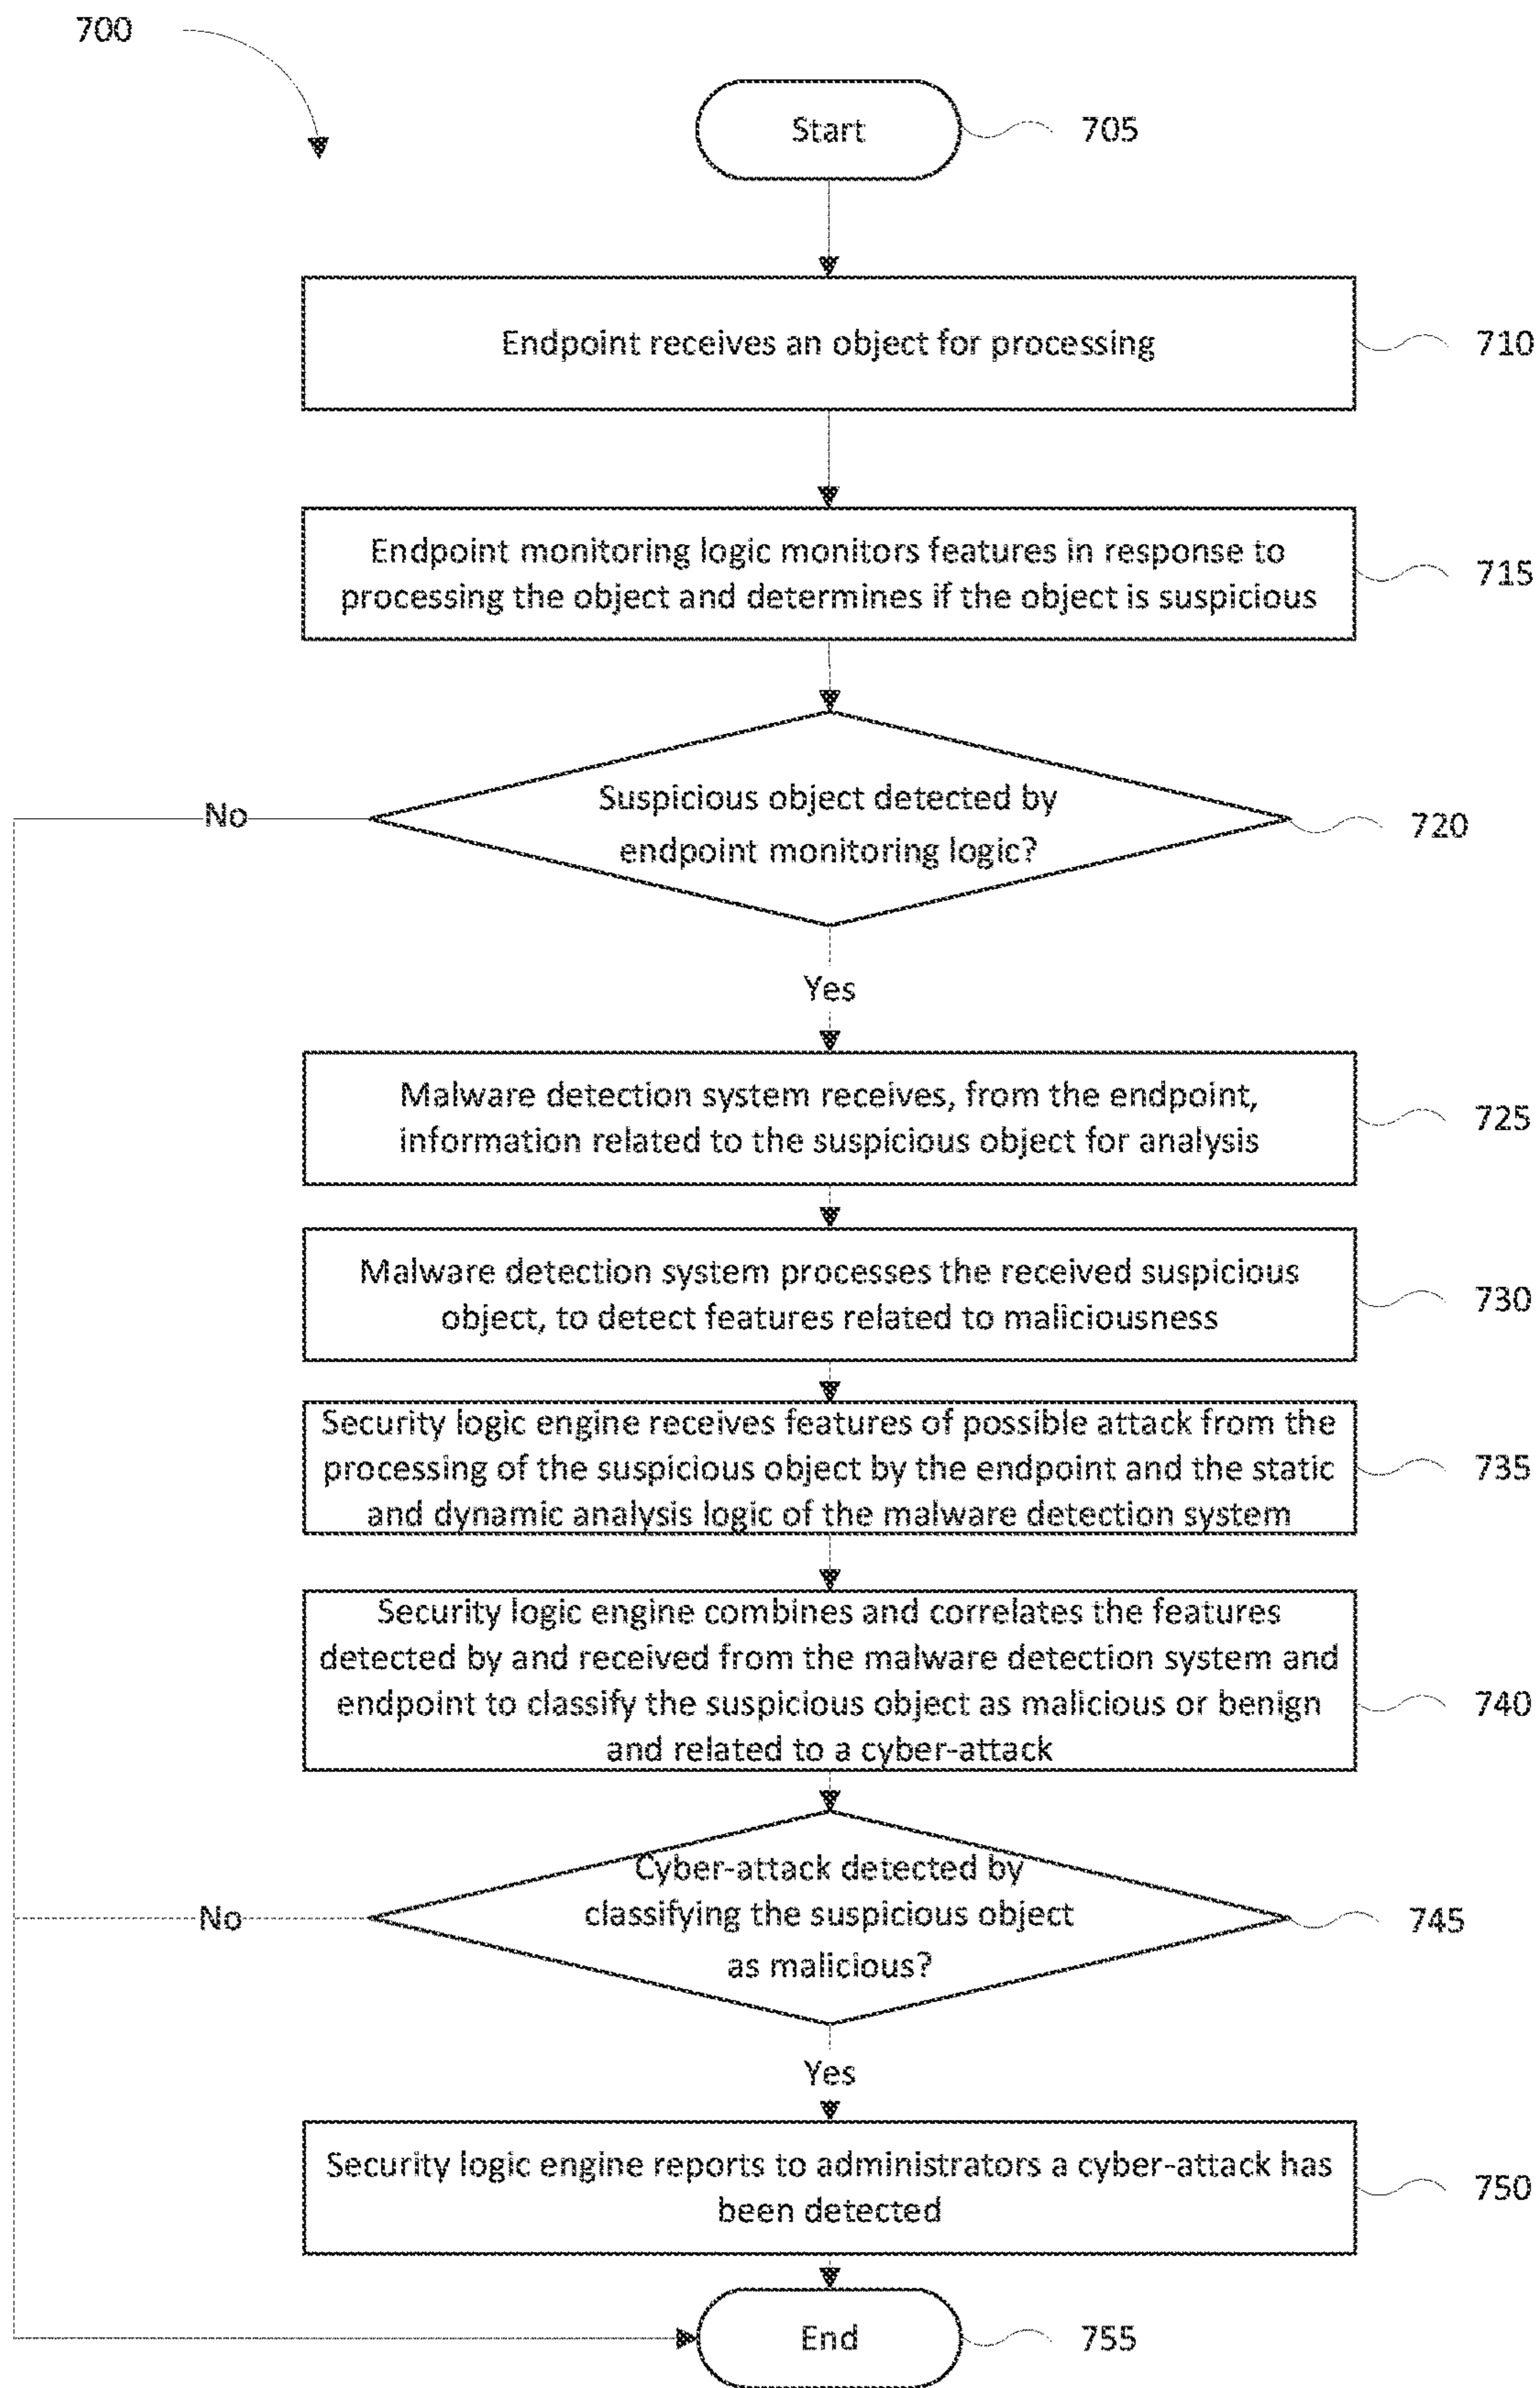 700
Start
705
Endpoint receives an object for processing
710
Endpoint monitoring logic monitors features in response to
processing the object and determines if the object is suspicious
715
Suspicious object detected by
endpoint monitoring logic?
720
No
Yes
Malware detection system receives, from the endpoint,
information related to the suspicious object for analysis
725
Malware detection system processes the received suspicious
object, to detect features related to maliciousness
730
Security logic engine receives features of possible attack from the
processing of the suspicious object by the endpoint and the static
and dynamic analysis logic of the malware detection system
735
Security logic engine combines and correlates the features
detected by and received from the malware detection system and
endpoint to classify the suspicious object as malicious or benign
and related to a cyber-attack
740
Cyber-attack detected by
classifying the suspicious object
as malicious?
745
No
Yes
Security logic engine reports to administrators a cyber-attack has
been detected
750
End
755